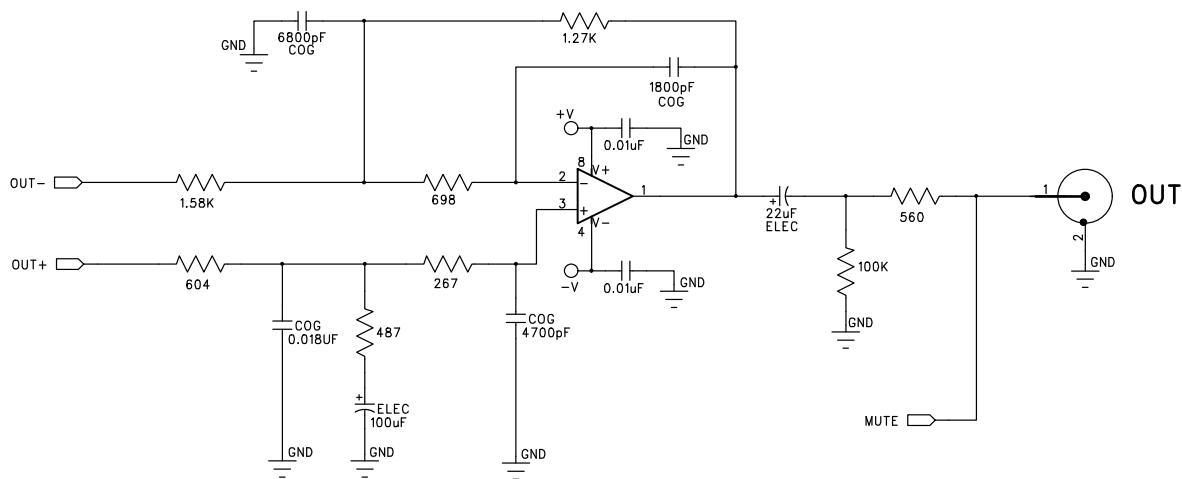 GND
6800pF
COG
1.27K
1800pF
COG
+V
0.01uF
GND
8
V+
OUT-
1.58K
698
2
-
1
3
+
V-
4
OUT+
604
267
-V
0.01uF
GND
+
22uF
ELEC
560
1
OUT
2
GND
100K
GND
COG
0.018UF
487
COG
4700pF
+
ELEC
100uF
MUTE
GND
GND
GND